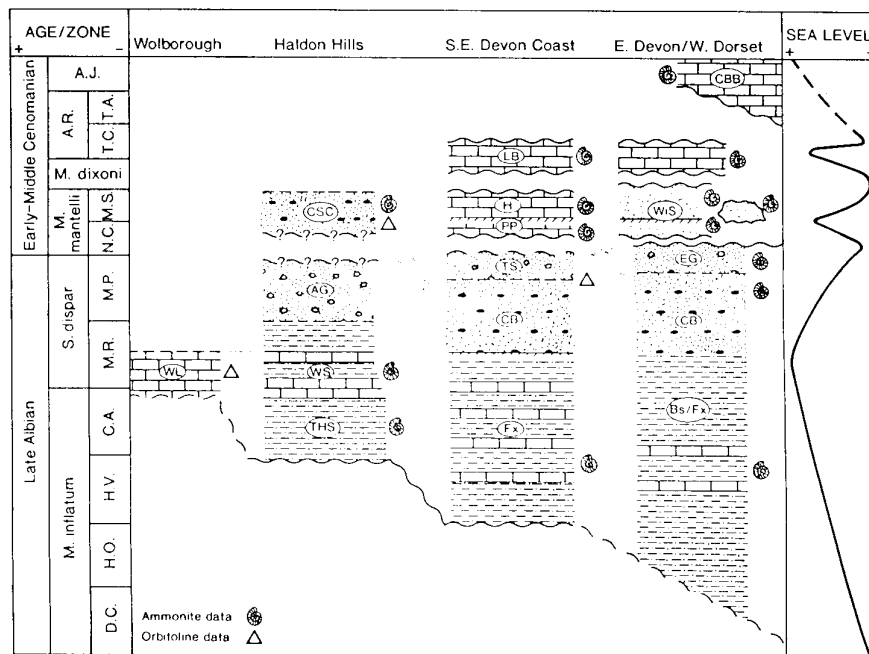 AGE/ZONE
+ −
Wolborough
Haldon Hills
S.E. Devon Coast
E. Devon/W. Dorset
SEA LEVEL
+ −
Early-Middle Cenomanian
Late Albian
A.J.
A.R.
T.A.
T.C.
M. dixoni
M. mantelli
M.S.
N.C.
S. dispar
M.P.
M.R.
M. inflatum
C.A.
H.V.
H.O.
D.C.
CBB
LB
CSC
? ? ? ?
H
PP
WiS
? ? ? ?
AG
TS
EG
CB
CB
WL
WS
THS
Fx
Bs/Fx
Ammonite data
Orbitoline data